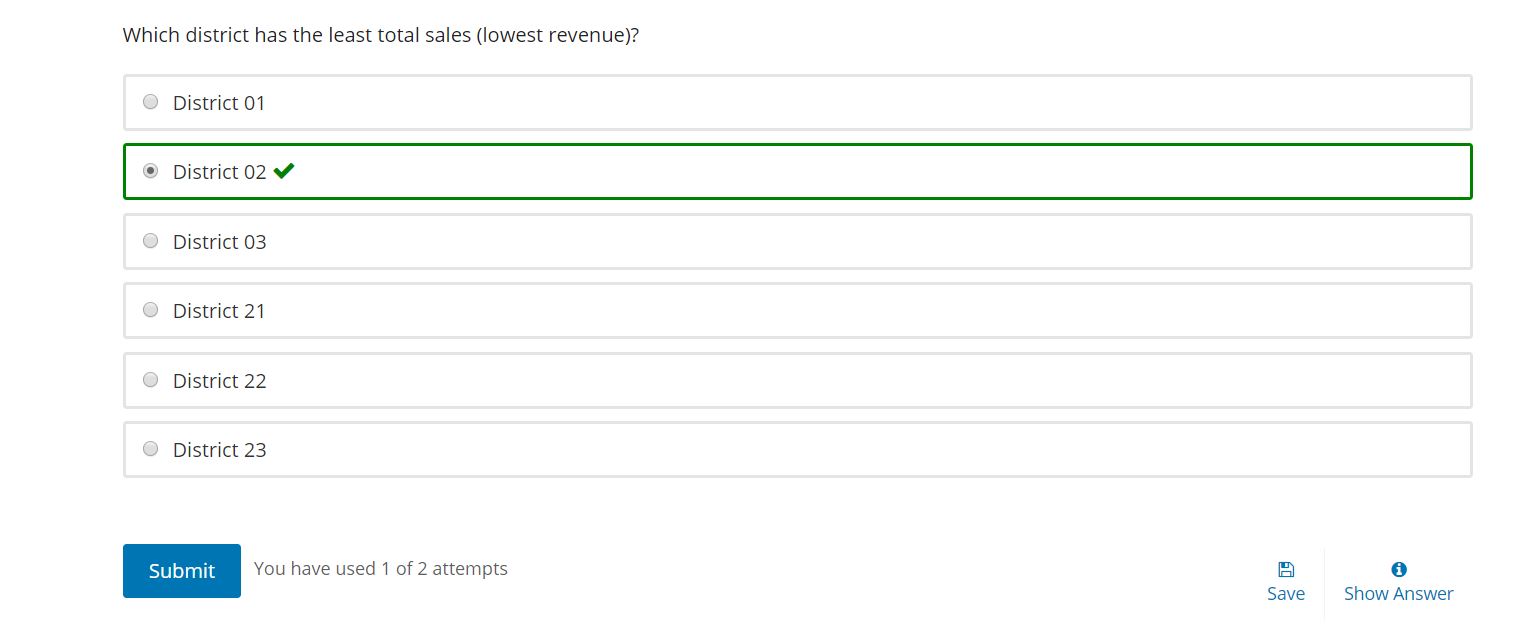 Which district has the least total sales (lowest revenue)?
District 01
District 02
District 03
District 21
District 22
District 23
Submit
You have used 1 of 2 attempts
Save
Show Answer